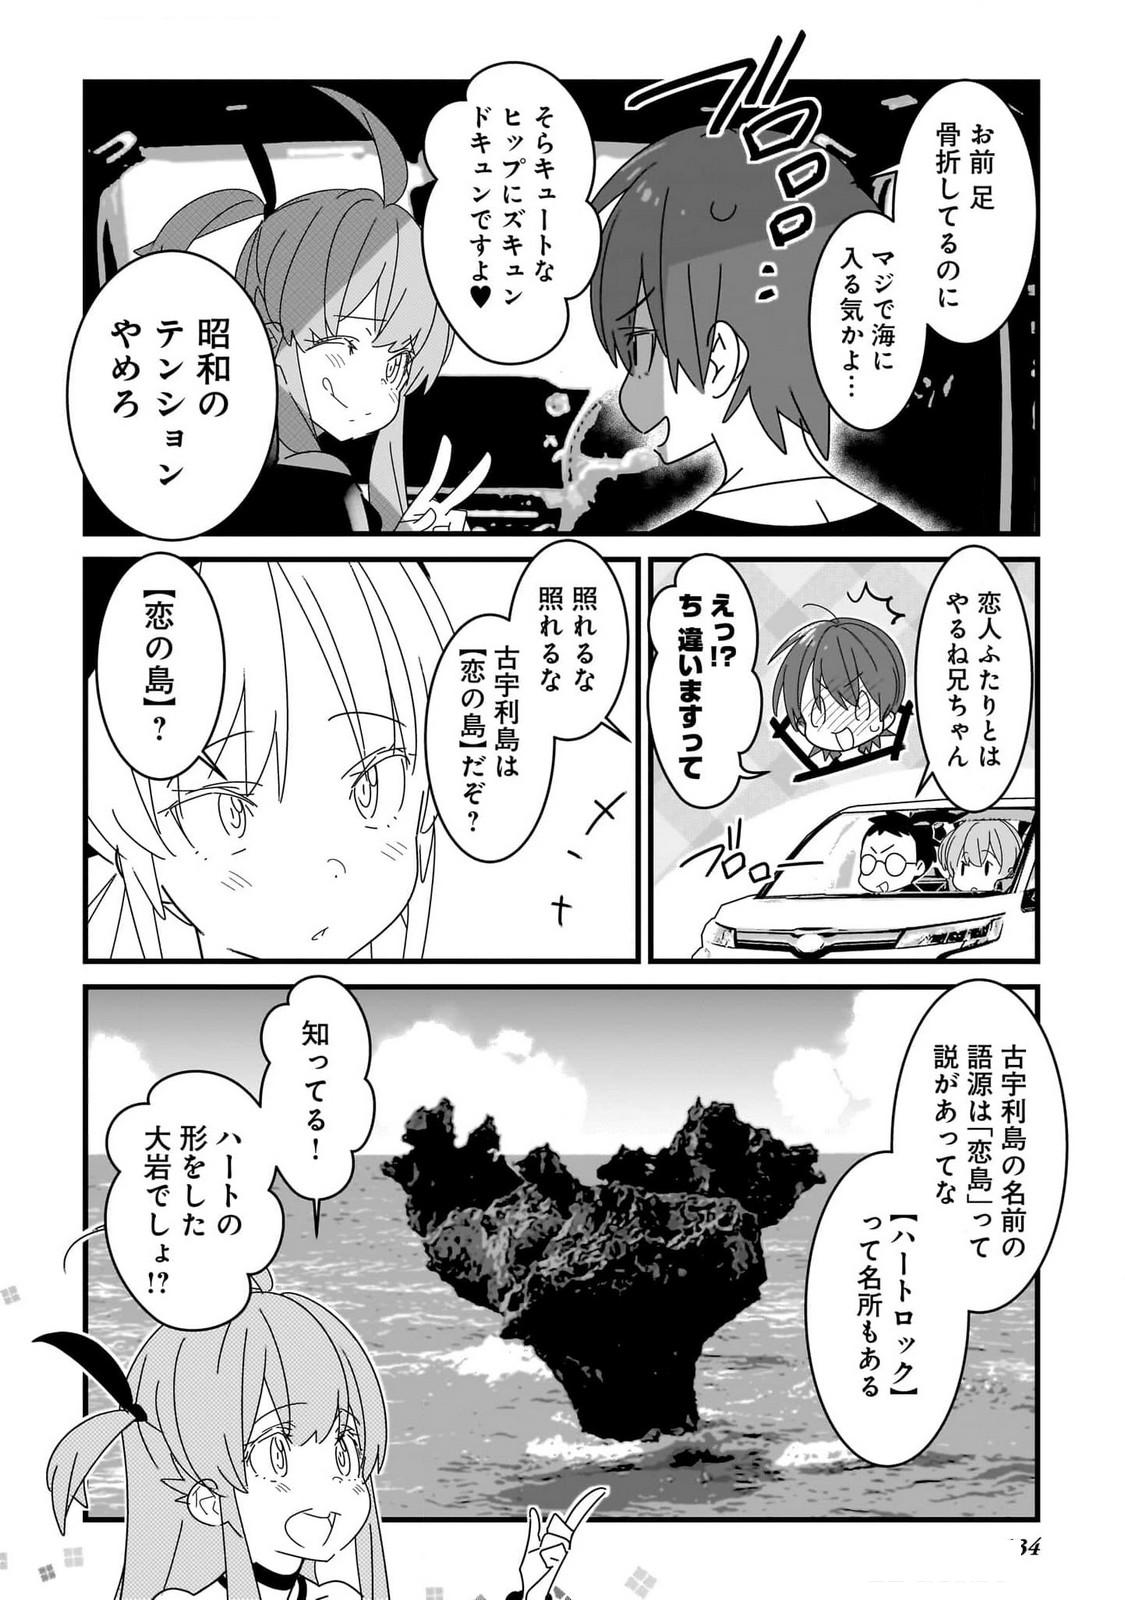 お前 足
骨折してるのに
マジで海に
入る気かよ…
ブロロロ
そらキュートな
ヒップにズキュン
ドキュンですよ♥
昭和の
テンション
やめろ
恋人ふたりとは
やるね兄ちゃん
えっ!?
ち 違いますって
ブロロ
照れるな
照れるな
古宇利島は
【恋の島】だぞ?
【恋の島】?
古宇利島の名前の
語源は「恋島」って
説があってな
【ハートロック】
って名所もある
知ってる!
ハートの
形をした
大岩でしょ!?
34